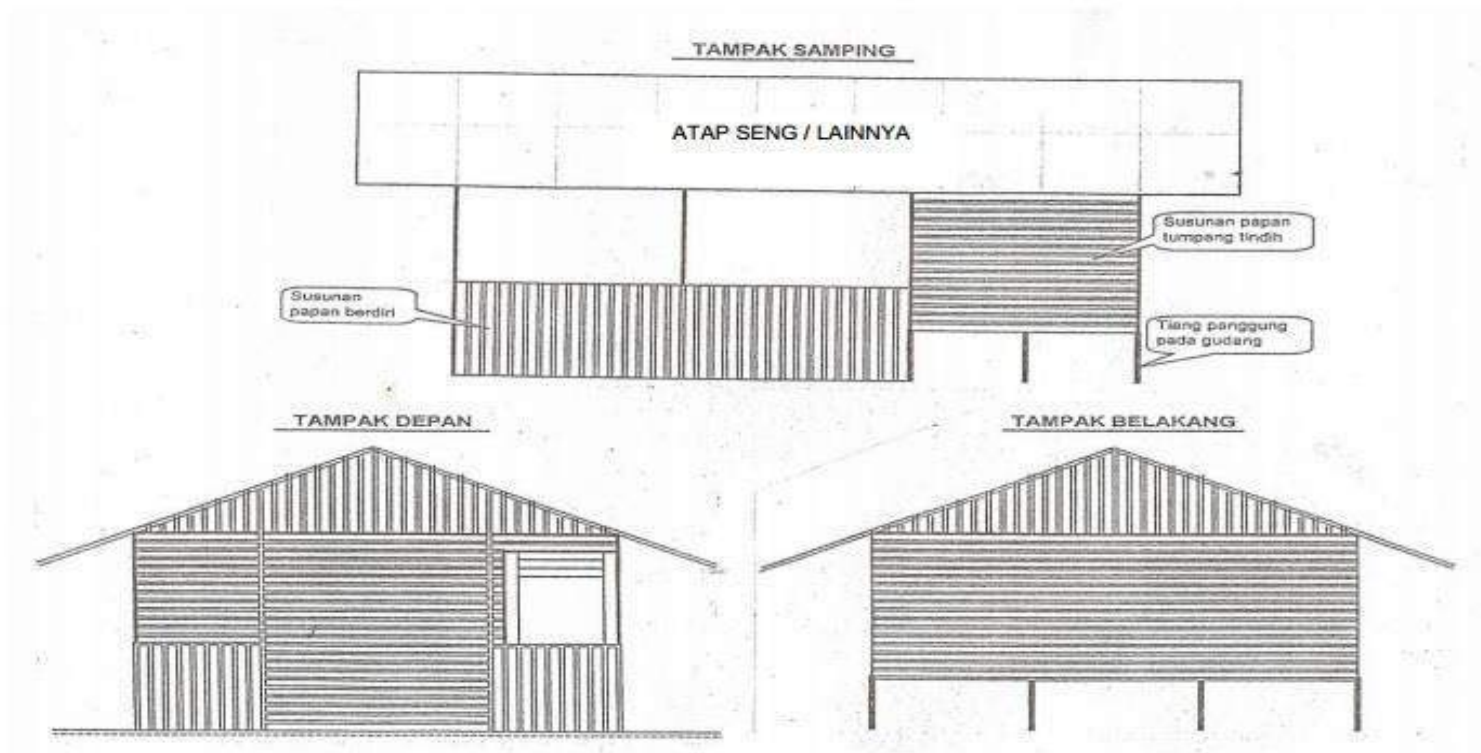 TAMPAK SAMPING
ATAP SENG / LAINNYA
Susunan papan
tumpang tindih
Susunan
papan berdiri
Tiang panggung
pada gudang
TAMPAK DEPAN
TAMPAK BELAKANG